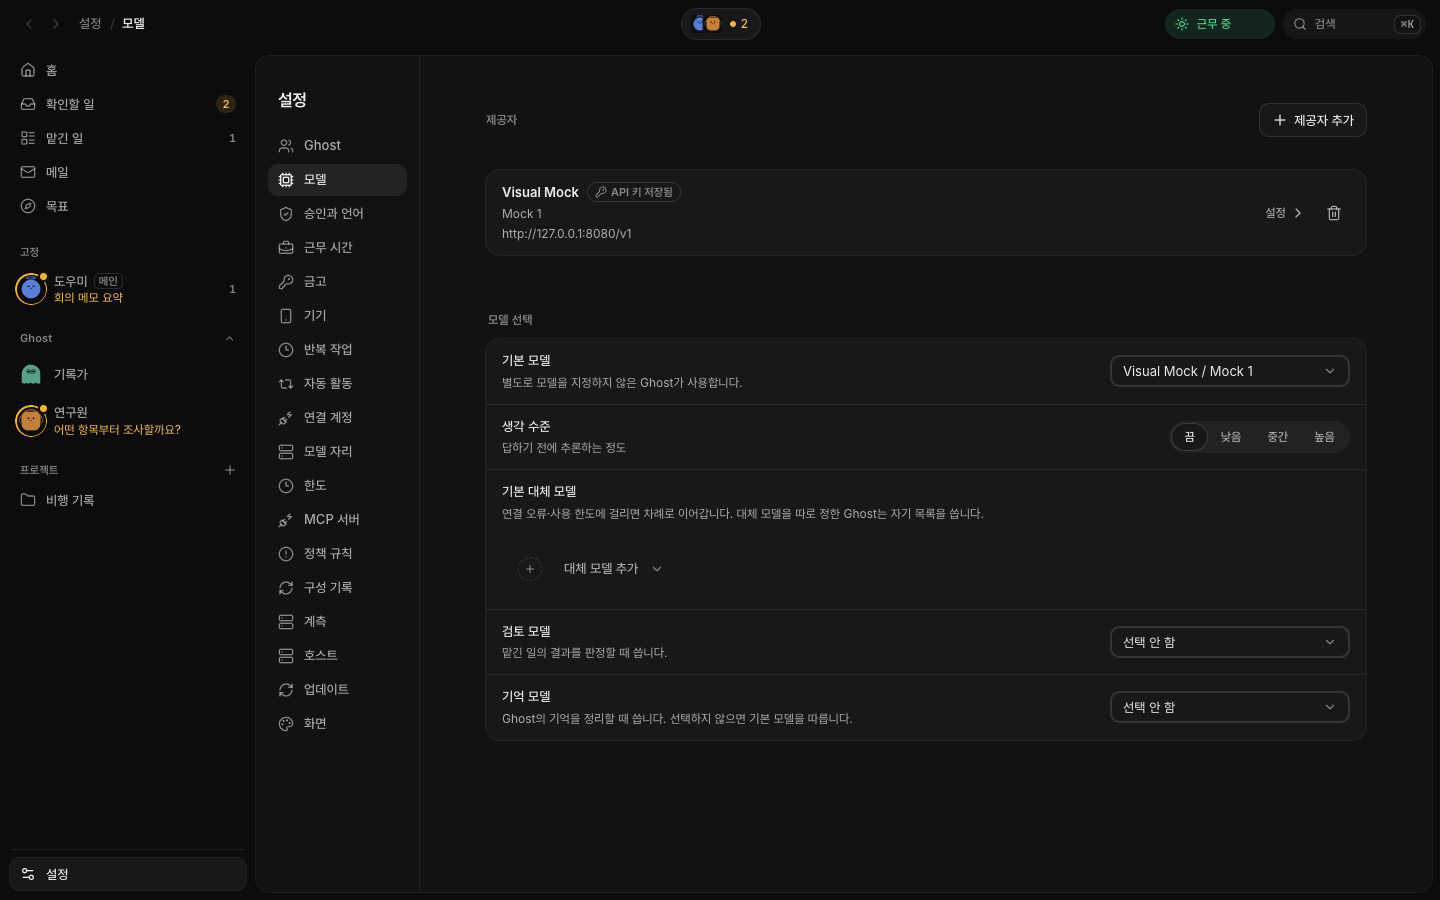 설정 / 모델
2
근무 중
검색
⌘K
홈
확인할 일
2
맡긴 일
1
메일
목표
고정
도우미
메인
회의 메모 요약
1
Ghost
기록가
연구원
어떤 항목부터 조사할까요?
프로젝트
비행 기록
설정
설정
Ghost
모델
승인과 언어
근무 시간
금고
기기
반복 작업
자동 활동
연결 계정
모델 자리
한도
MCP 서버
정책 규칙
구성 기록
계측
호스트
업데이트
화면
제공자
제공자 추가
Visual Mock
API 키 저장됨
Mock 1
http://127.0.0.1:8080/v1
설정
모델 선택
기본 모델
별도로 모델을 지정하지 않은 Ghost가 사용합니다.
Visual Mock / Mock 1
생각 수준
답하기 전에 추론하는 정도
끔
낮음
중간
높음
기본 대체 모델
연결 오류·사용 한도에 걸리면 차례로 이어갑니다. 대체 모델을 따로 정한 Ghost는 자기 목록을 씁니다.
대체 모델 추가
검토 모델
맡긴 일의 결과를 판정할 때 씁니다.
선택 안 함
기억 모델
Ghost의 기억을 정리할 때 씁니다. 선택하지 않으면 기본 모델을 따릅니다.
선택 안 함